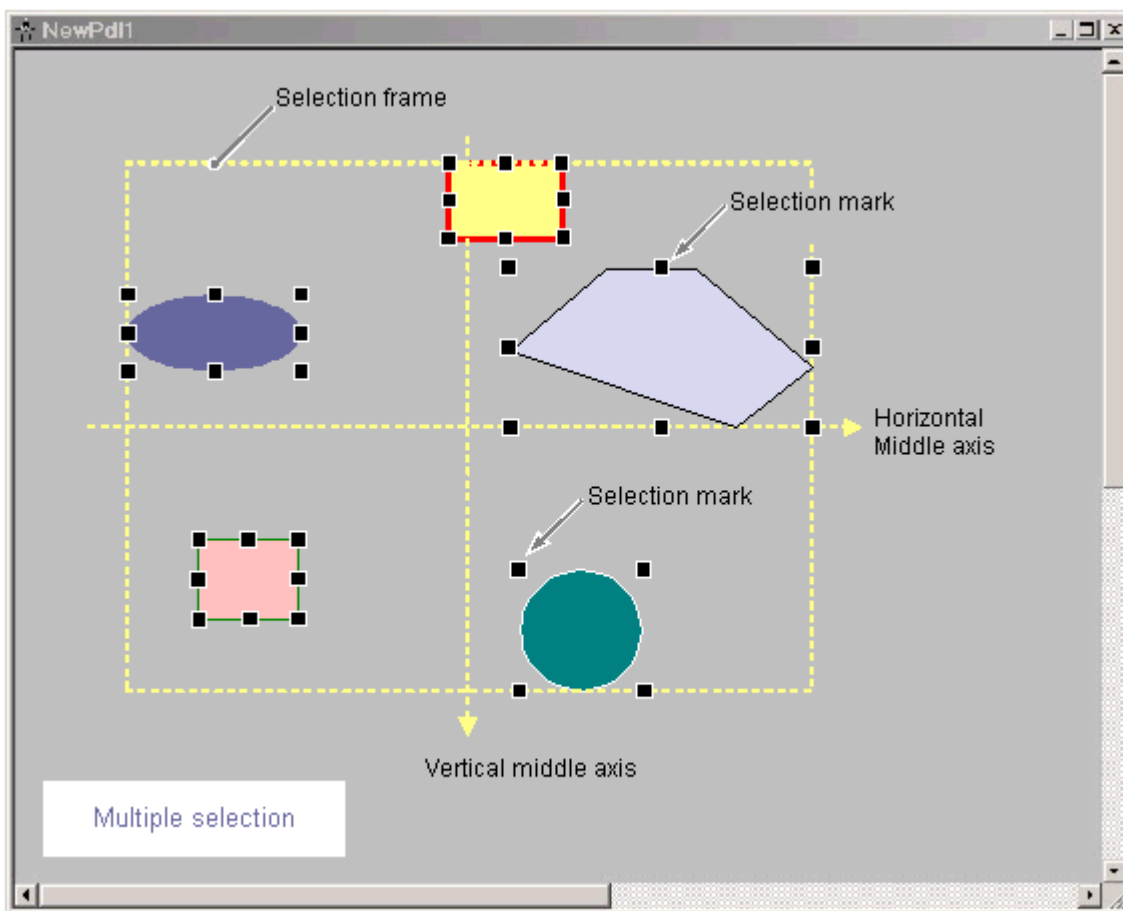 NewPdl1
Selection frame
Selection mark
Horizontal
Middle axis
Selection mark
Vertical middle axis
Multiple selection